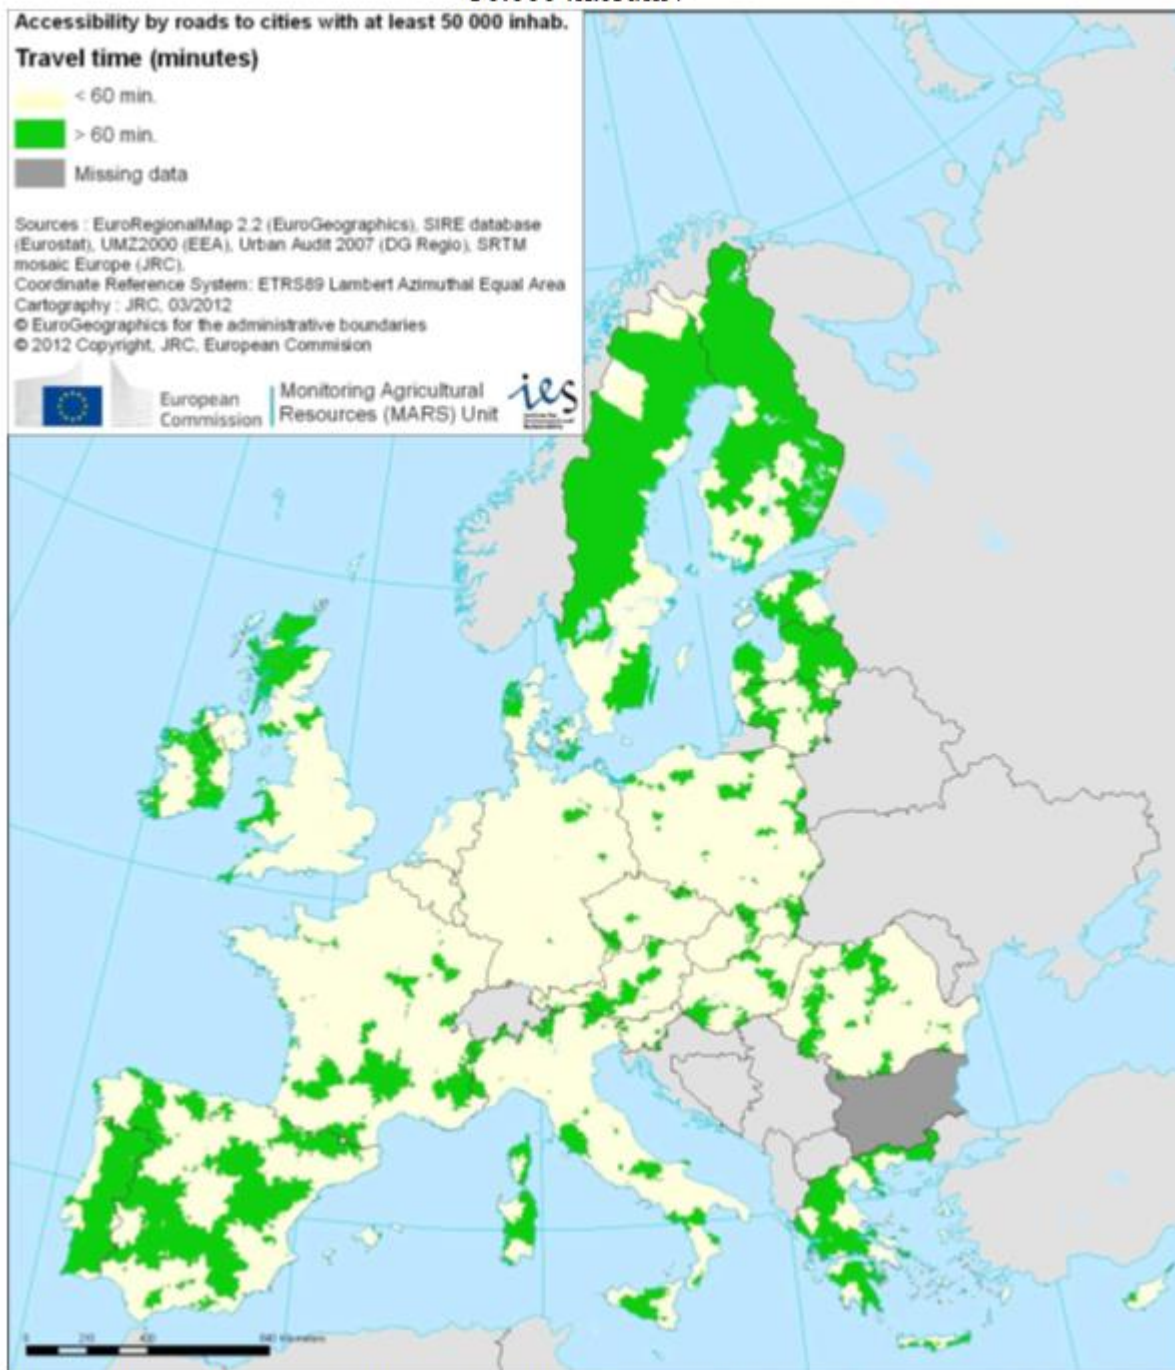 Accessibility by roads to cities with at least 50 000 inhab.
Travel time (minutes)
< 60 min.
> 60 min.
Missing data
Sources : EuroRegionalMap 2.2 (EuroGeographics), SIRE database
(Eurostat), UMZ2000 (EEA), Urban Audit 2007 (DG Regio), SRTM
mosaic Europe (JRC).
Coordinate Reference System: ETRS89 Lambert Azimuthal Equal Area
Cartography : JRC, 03/2012
© EuroGeographics for the administrative boundaries
© 2012 Copyright, JRC, European Commision
European
Commission
Monitoring Agricultural
Resources (MARS) Unit
ies
0